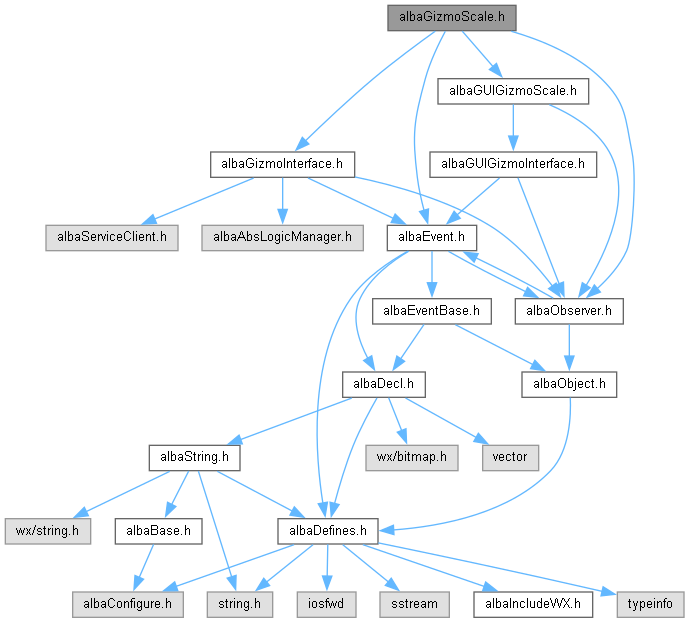 albaGizmoScale.h
albaGUIGizmoScale.h
albaGizmoInterface.h
albaGUIGizmoInterface.h
albaServiceClient.h
albaAbsLogicManager.h
albaEvent.h
albaEventBase.h
albaObserver.h
albaDecl.h
albaObject.h
albaString.h
wx/bitmap.h
vector
wx/string.h
albaBase.h
albaDefines.h
albaConfigure.h
string.h
iosfwd
sstream
albaIncludeWX.h
typeinfo